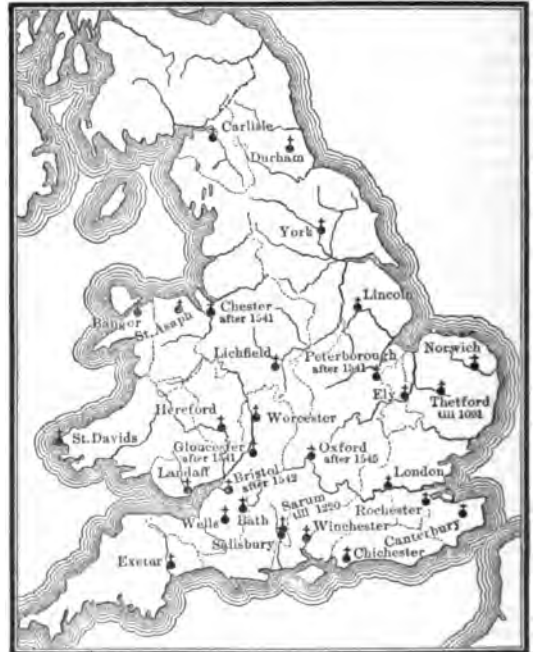 Carlisle
Durham
York
Lincoln
Bangor
St. Asaph
Chester
after 1541
Lichfield
Peterborough
after 1541
Norwich
Ely
Thetford
till 1091
Hereford
Worcester
St. Davids
Gloucester
after 1541
Oxford
after 1545
Landaff
Bristol
after 1542
London
Wells
Bath
Sarum
till 1220
Rochester
Canterbury
Salisbury
Winchester
Exeter
Chichester